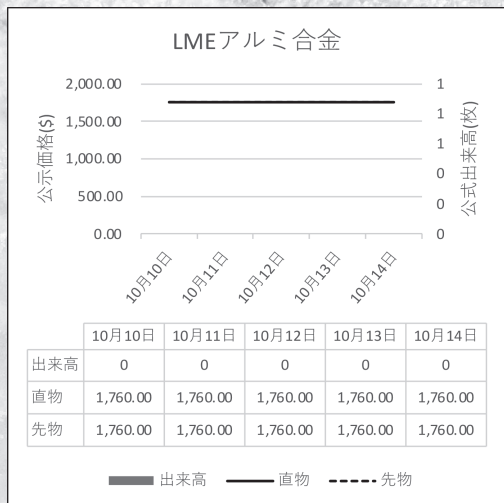 LMEアルミ合金
公示価格($)
2,000.00
1,500.00
1,000.00
500.00
0.00
1
1
1
0
0
0
公式出来高(枚)
10月10日 10月11日 10月12日 10月13日 10月14日
10月10日 10月11日 10月12日 10月13日 10月14日
出来高 0 0 0 0 0
直物 1,760.00 1,760.00 1,760.00 1,760.00 1,760.00
先物 1,760.00 1,760.00 1,760.00 1,760.00 1,760.00
出来高 直物 先物